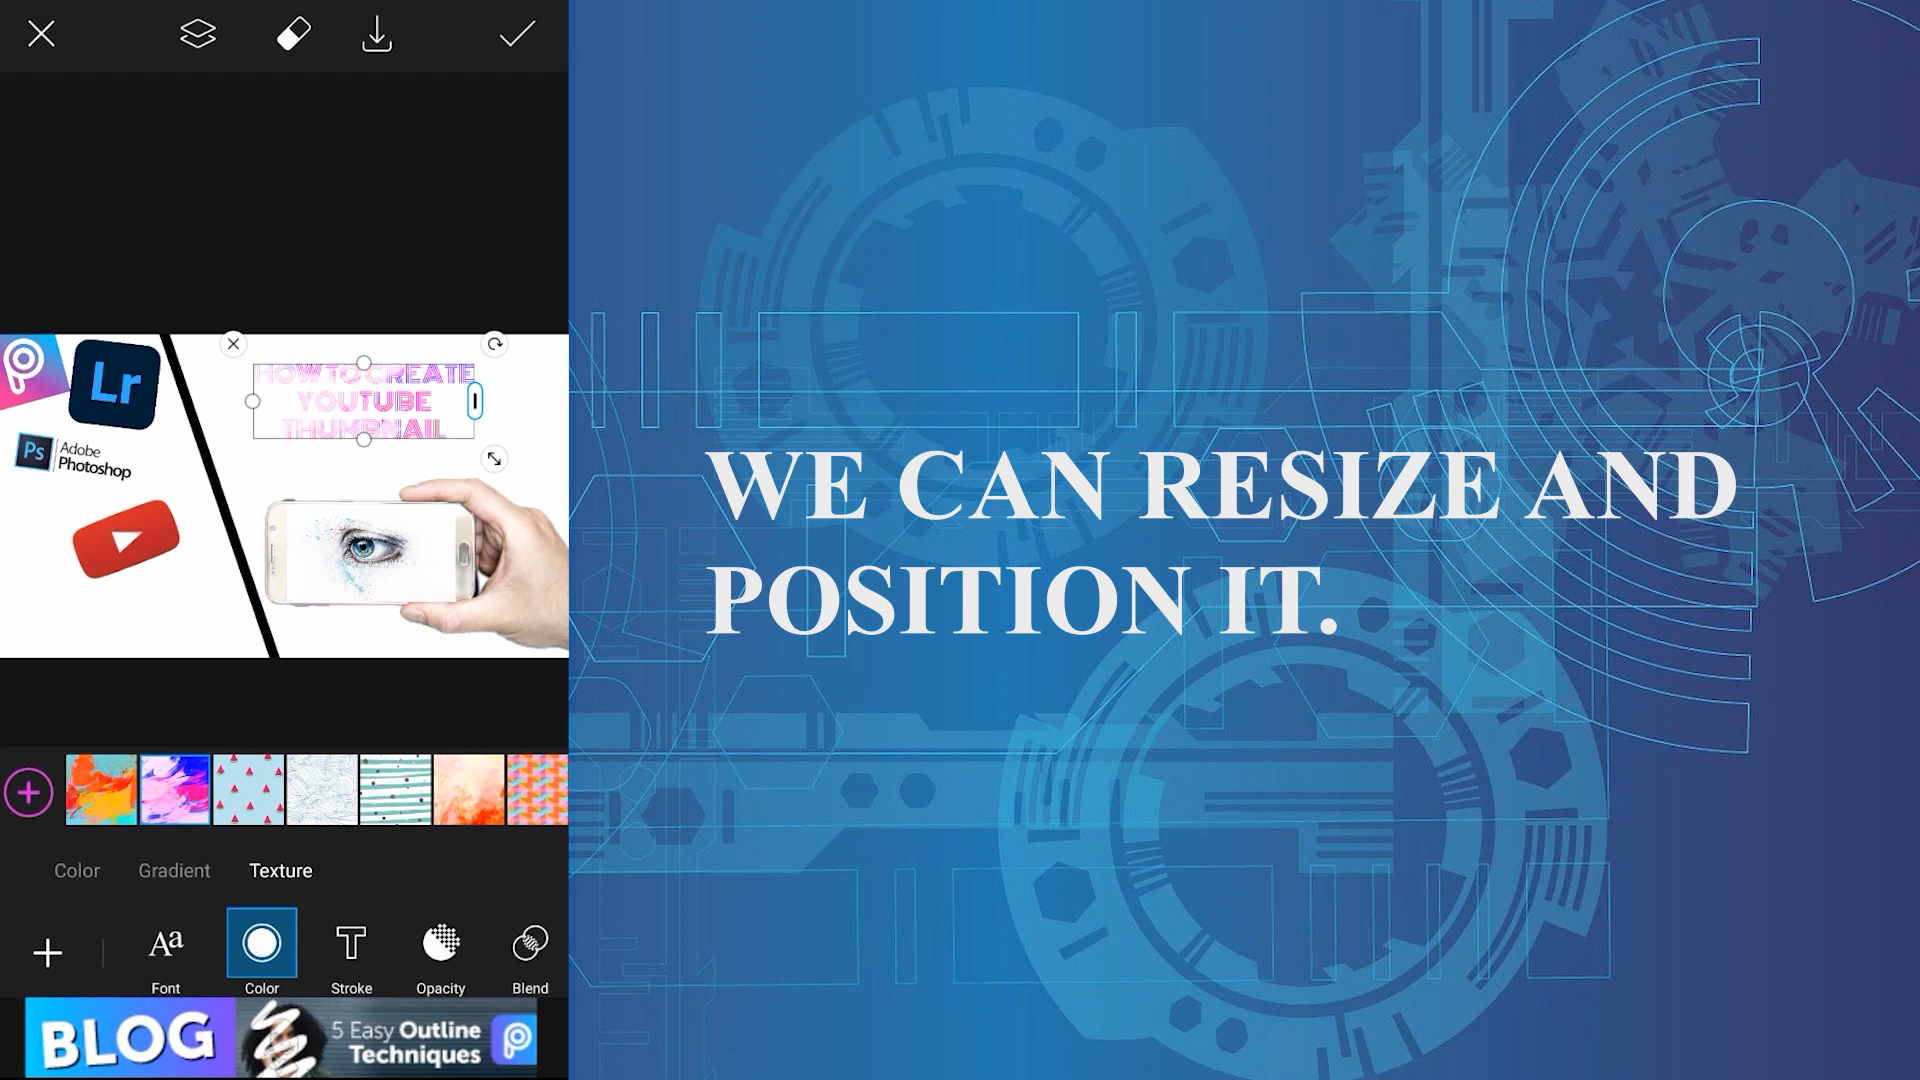 Lr
Ps
Adobe
Photoshop
HOW TO CREATE
YOUTUBE
THUMBNAIL
WE CAN RESIZE AND
POSITION IT.
Color
Gradient
Texture
Aa
T
Font
Color
Stroke
Opacity
Blend
BLOG
5 Easy Outline
Techniques